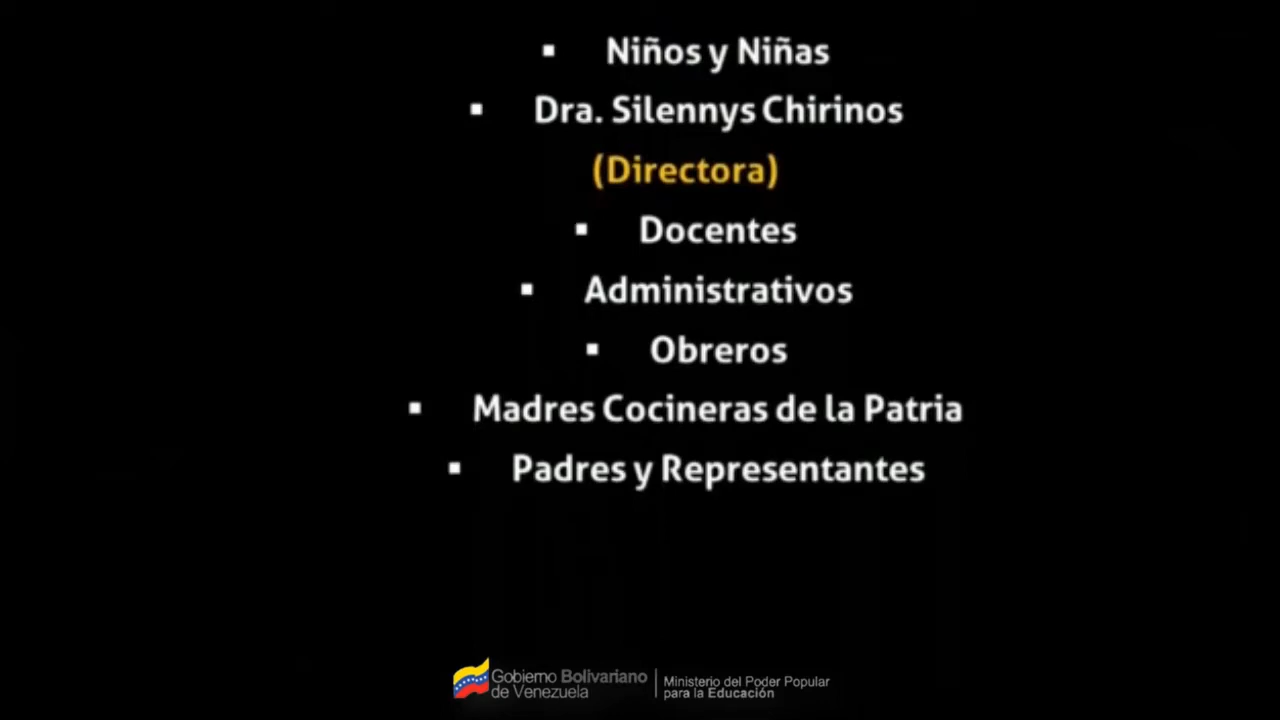 ▪ Niños y Niñas
▪ Dra. Silennys Chirinos
(Directora)
▪ Docentes
▪ Administrativos
▪ Obreros
▪ Madres Cocineras de la Patria
▪ Padres y Representantes
Gobierno Bolivariano
de Venezuela
Ministerio del Poder Popular
para la Educación